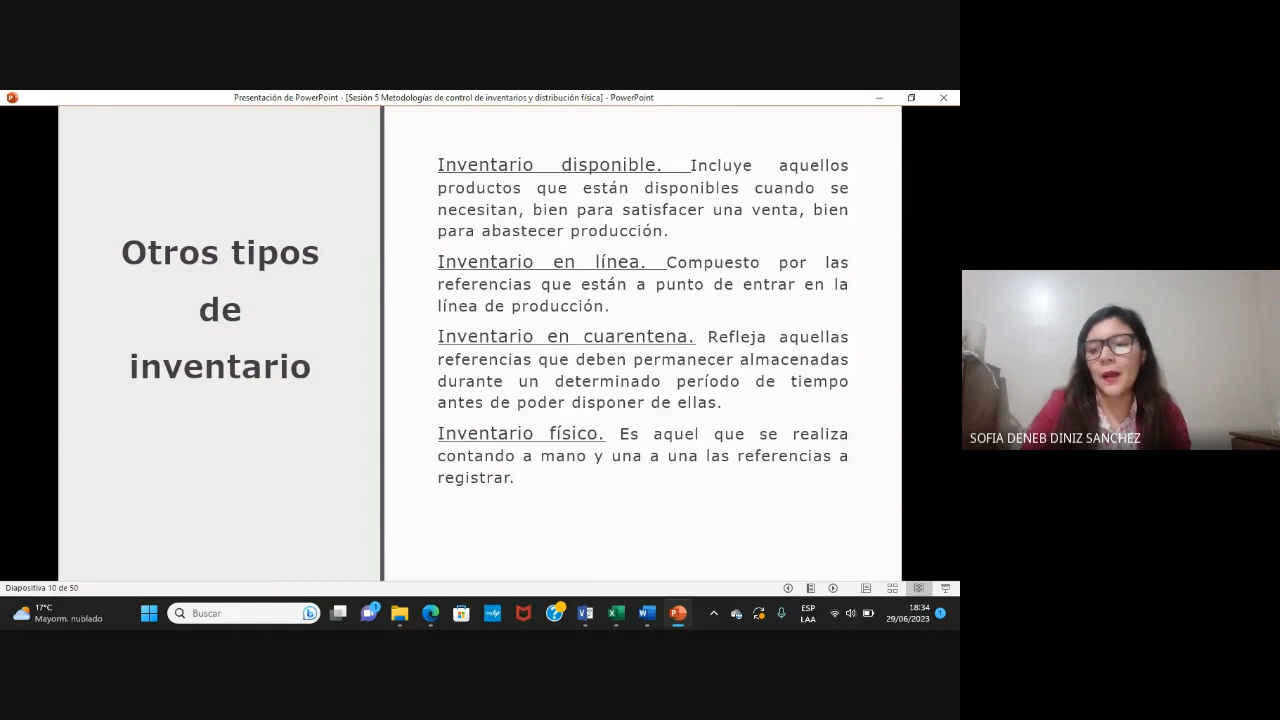 Presentación de PowerPoint - [Sesión 5 Metodologías de control de inventarios y distribución física] - PowerPoint
Otros tipos
de
inventario
Inventario disponible. Incluye aquellos
productos que están disponibles cuando se
necesitan, bien para satisfacer una venta, bien
para abastecer producción.
Inventario en línea. Compuesto por las
referencias que están a punto de entrar en la
línea de producción.
Inventario en cuarentena. Refleja aquellas
referencias que deben permanecer almacenadas
durante un determinado período de tiempo
antes de poder disponer de ellas.
Inventario físico. Es aquel que se realiza
contando a mano y una a una las referencias a
registrar.
SOFIA DENEB DINIZ SANCHEZ
Diapositiva 10 de 50
17°C
Mayorm. nublado
Buscar
ESP
LAA
18:34
29/06/2023